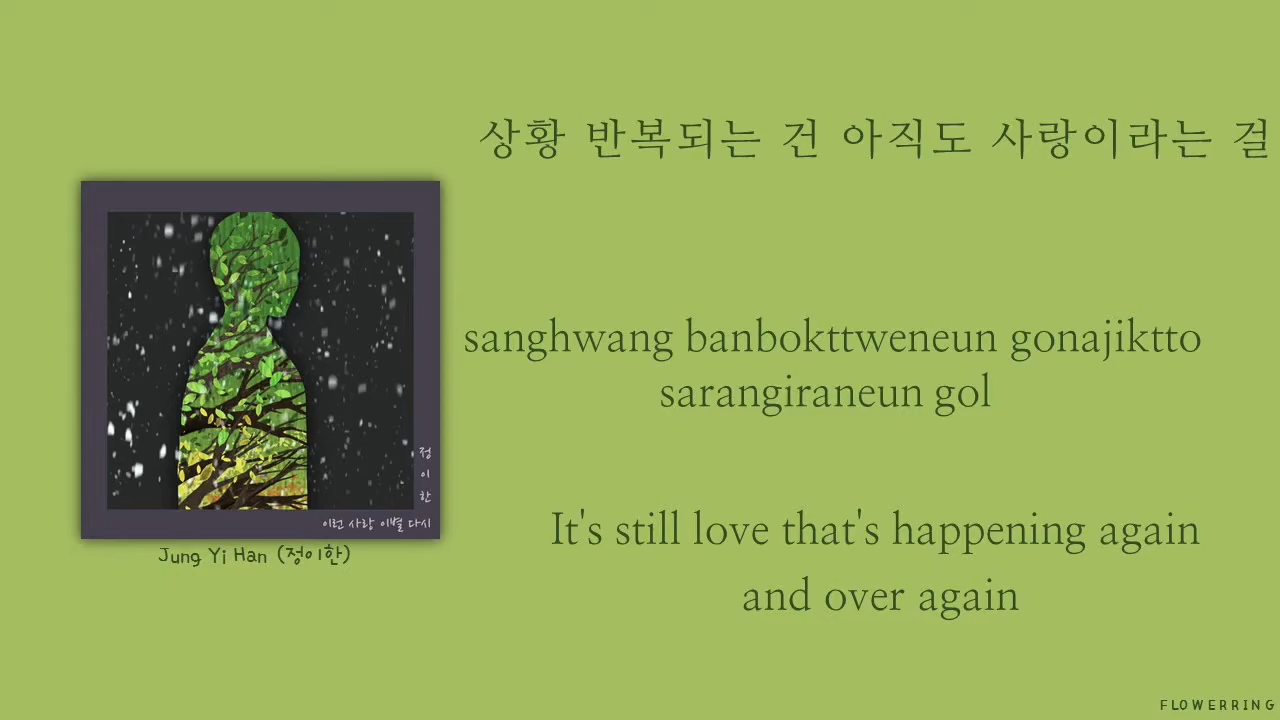 상황 반복되는 건 아직도 사랑이라는 걸
sanghwang banbokttweneun gonajiktto
sarangiraneun gol
It's still love that's happening again
and over again
정
이
한
이런 사랑 이별 다시
Jung Yi Han (정이한)
FLOWERRING